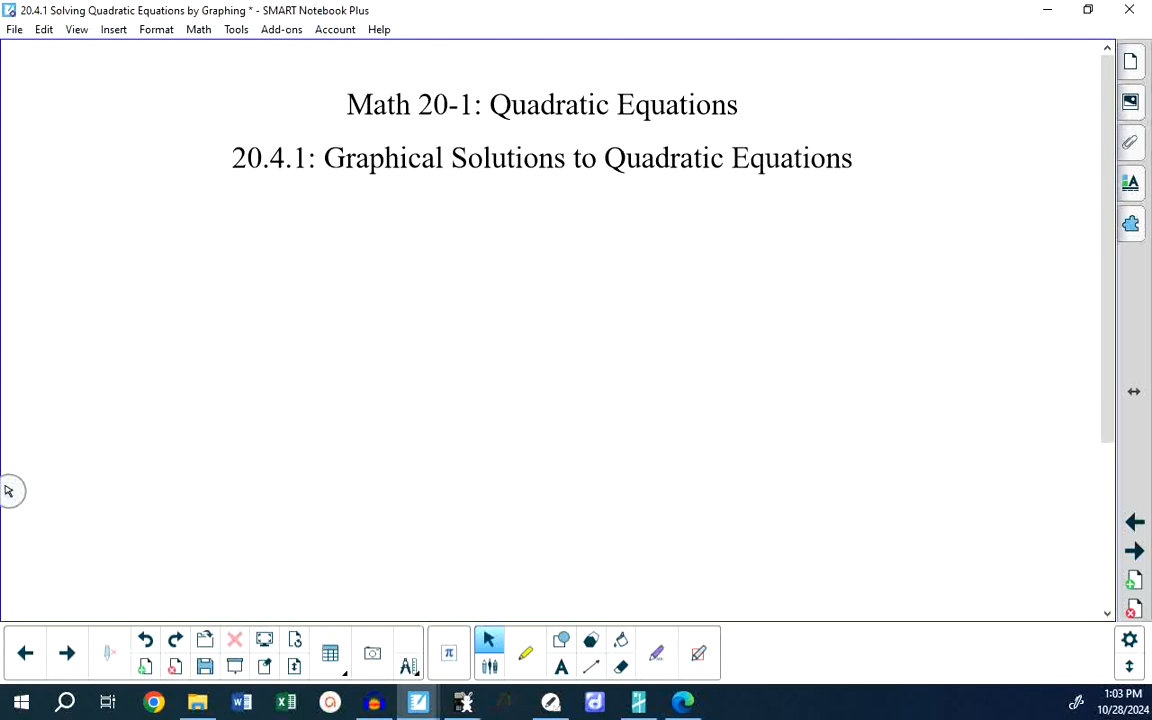 20.4.1 Solving Quadratic Equations by Graphing * - SMART Notebook Plus
File Edit View Insert Format Math Tools Add-ons Account Help
Math 20-1: Quadratic Equations
20.4.1: Graphical Solutions to Quadratic Equations
1:03 PM
10/28/2024